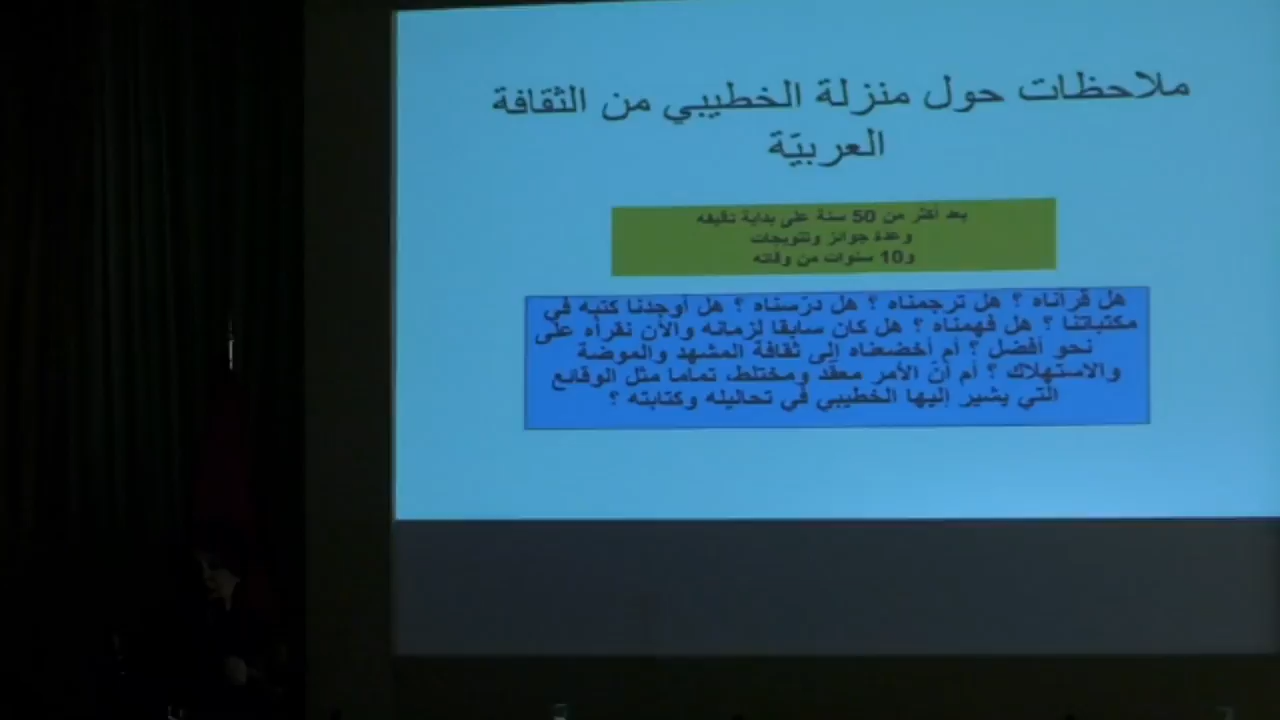 ملاحظات حول منزلة الخطيبي من الثقافة
العربيّة
بعد أكثر من 50 سنة على بداية تأليفه
وعدة جوائز وتتويجات
و10 سنوات من وفاته
هل قرأناه ؟ هل ترجمناه ؟ هل درّسناه ؟ هل أوجدنا كتبه في
مكتباتنا ؟ هل فهمناه ؟ هل كان سابقا لزمانه والآن نقرأه على
نحو أفضل ؟ أم أخضعناه إلى ثقافة المشهد والموضة
والاستهلاك ؟ أم أنّ الأمر معقّد ومختلط، تماما مثل الوقائع
التي يشير إليها الخطيبي في تحاليله وكتابته ؟